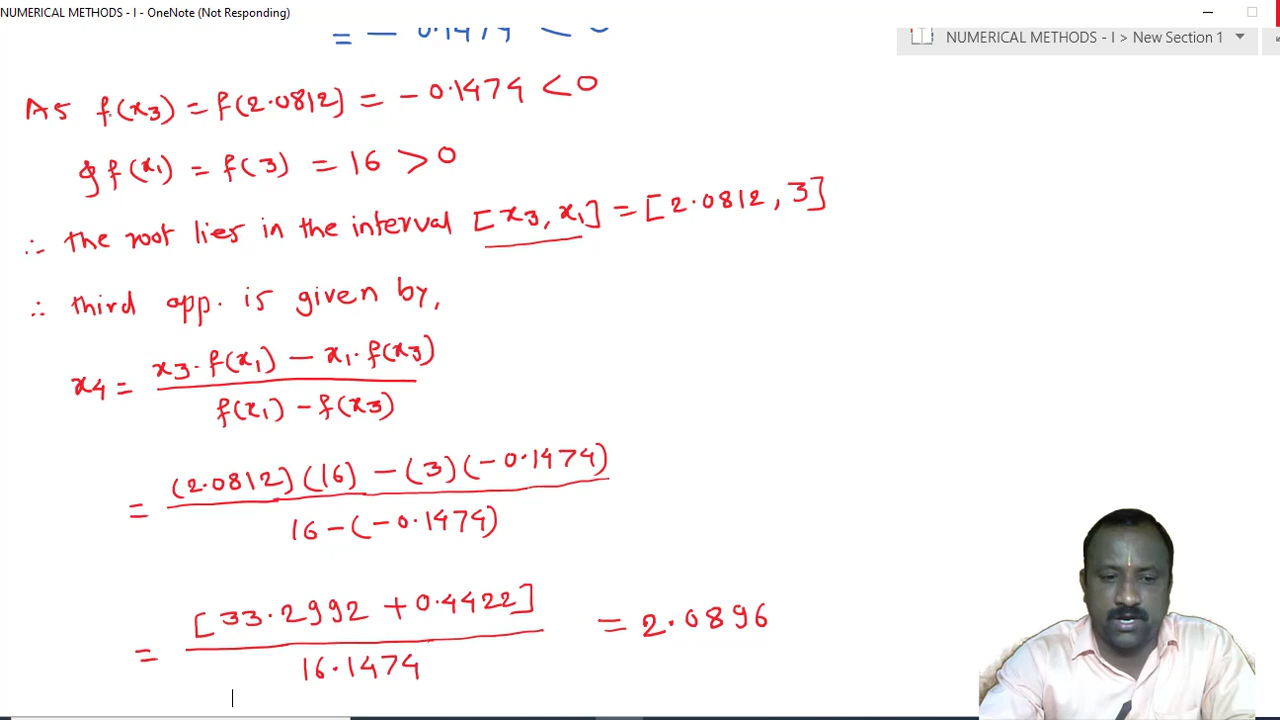 NUMERICAL METHODS - I - OneNote (Not Responding)
= - 0.1474 < 0
NUMERICAL METHODS - I > New Section 1
As f(x3) = f(2.0812) = - 0.1474 < 0
& f(x1) = f(3) = 16 > 0
∴ the root lies in the interval [x3, x1] = [2.0812, 3]
∴ third app. is given by,
x4 = x3.f(x1) - x1.f(x3)
f(x1) - f(x3)
= (2.0812)(16) - (3)(-0.1474)
16-(-0.1474)
= [33.2992 + 0.4422] = 2.0896
16.1474